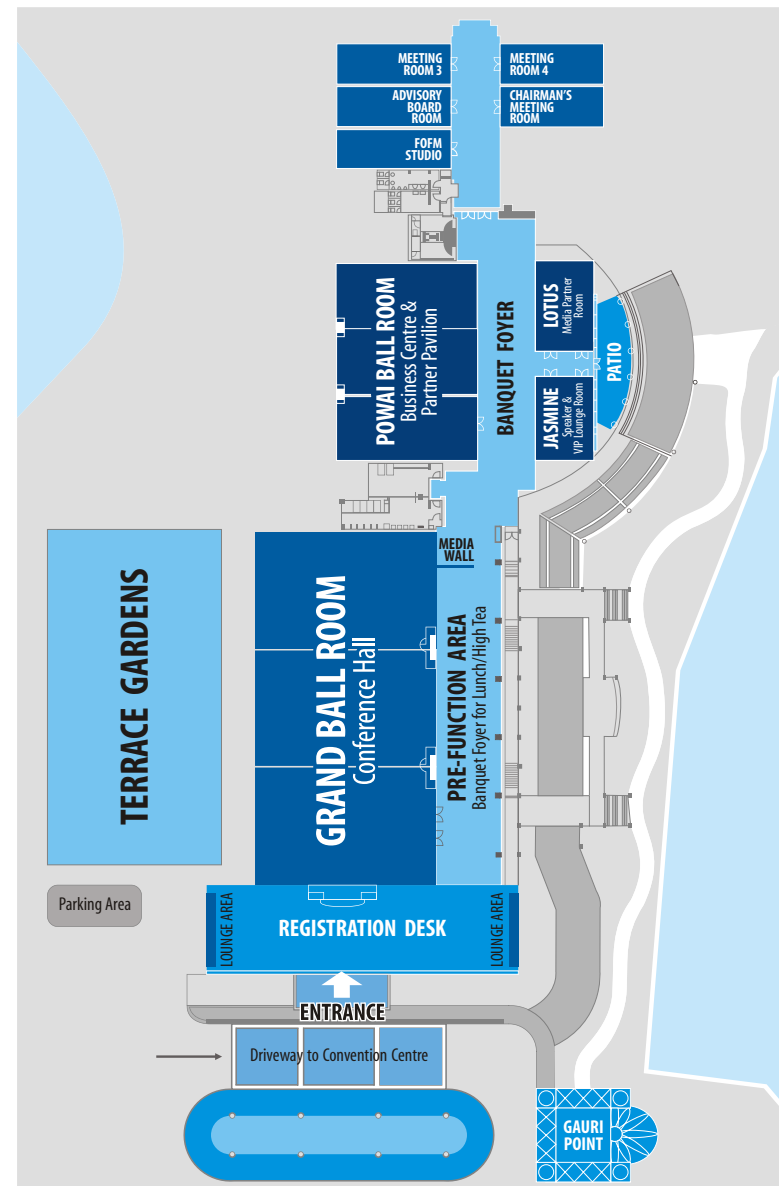 MEETING
ROOM 3
MEETING
ROOM 4
ADVISORY
BOARD
ROOM
CHAIRMAN'S
MEETING
ROOM
FOFM
STUDIO
POWAI BALL ROOM
Business Centre &
Partner Pavilion
BANQUET FOYER
LOTUS
Media Partner
Room
JASMINE
Speaker &
VIP Lounge Room
PATIO
MEDIA
WALL
TERRACE GARDENS
GRAND BALL ROOM
Conference Hall
PRE-FUNCTION AREA
Banquet Foyer for Lunch/High Tea
Parking Area
LOUNGE AREA
REGISTRATION DESK
LOUNGE AREA
ENTRANCE
Driveway to Convention Centre
GAURI
POINT